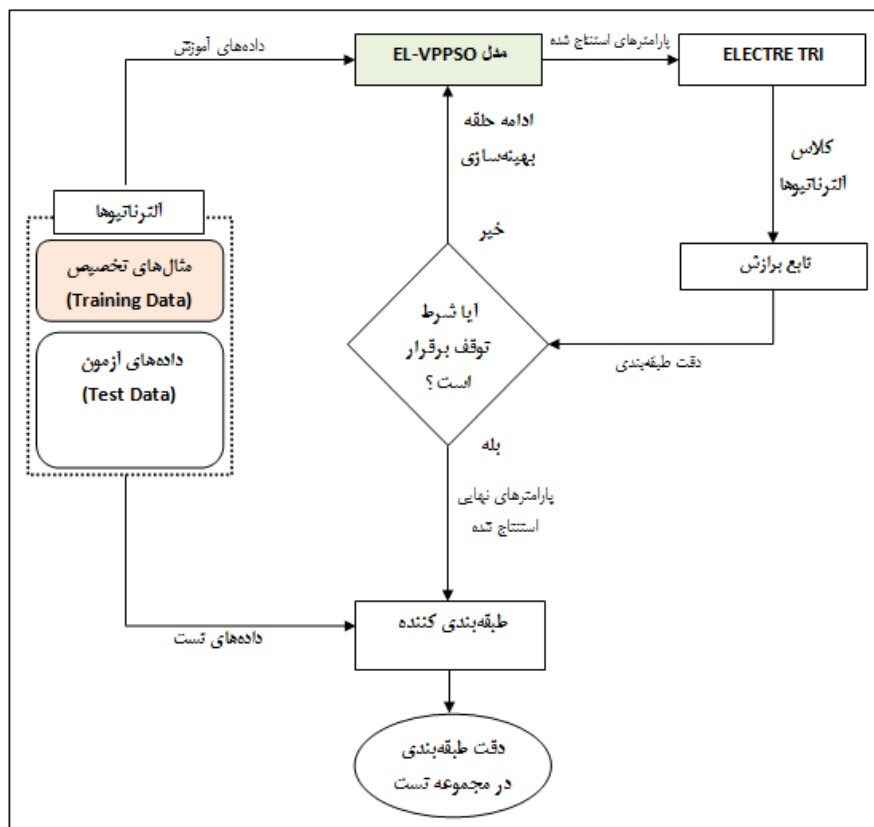 داده‌های آموزش
مدل EL-VPPSO
پارامترهای استنتاج شده
ELECTRE TRI
ادامه حلقه
بهینه‌سازی
کلاس
آلترناتیوها
آلترناتیوها
مثال‌های تخصیص
(Training Data)
داده‌های آزمون
(Test Data)
خیر
تابع برازش
آیا شرط
توقف برقرار
است؟
دقت طبقه‌بندی
بله
پارامترهای نهایی
استنتاج شده
طبقه‌بندی کننده
داده‌های تست
دقت طبقه‌بندی
در مجموعه تست